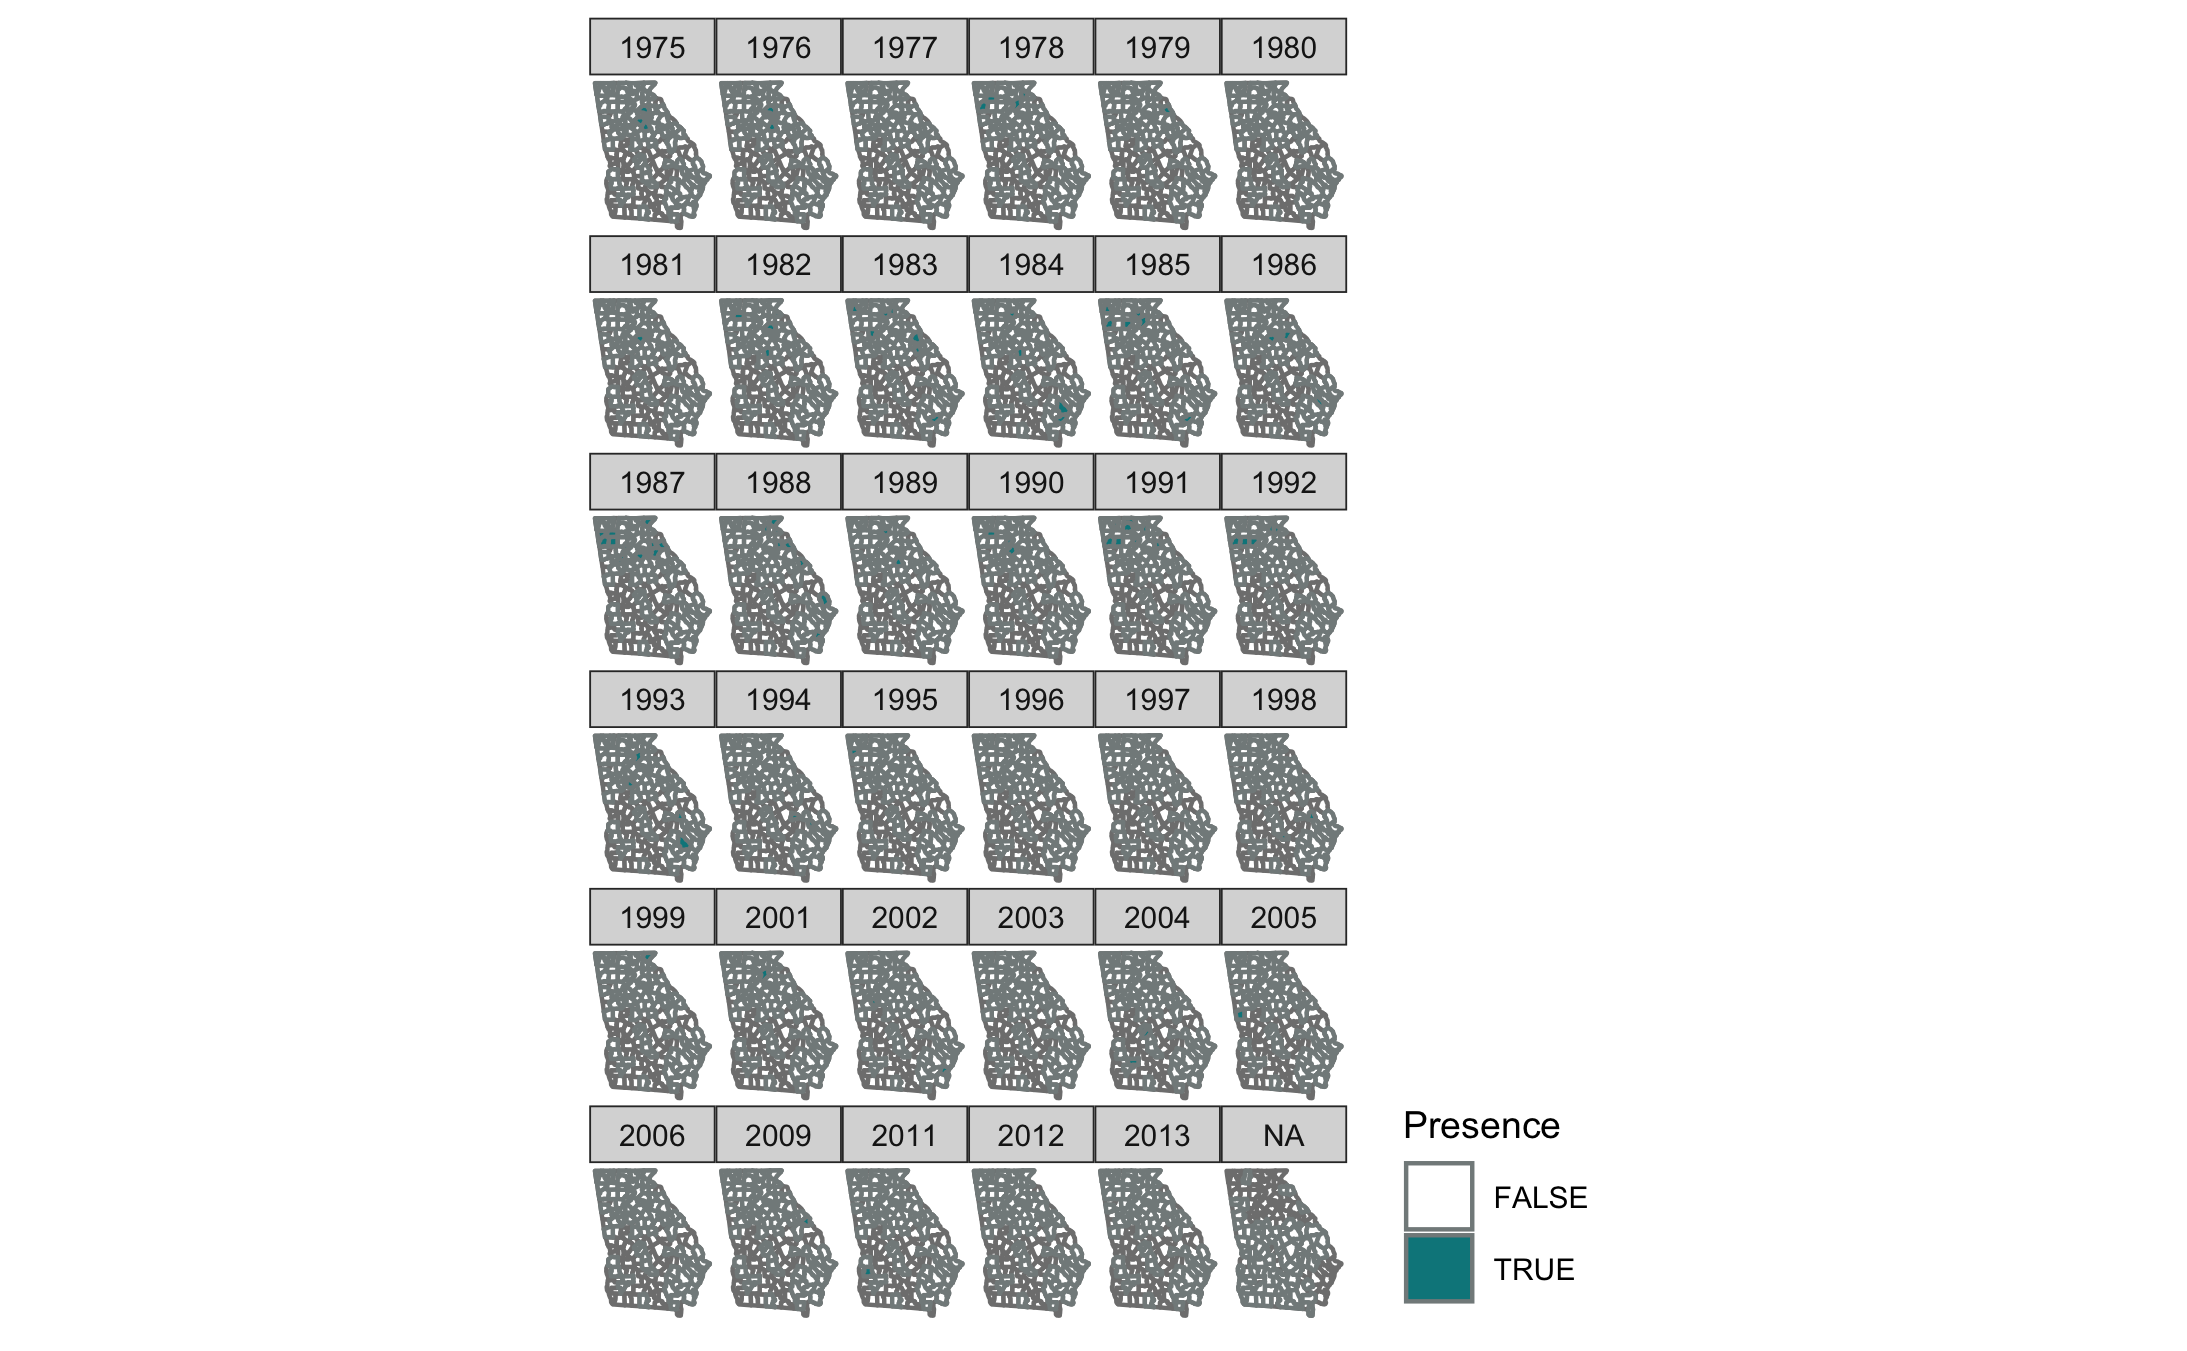 1975 1976 1977 1978 1979 1980
1981 1982 1983 1984 1985 1986
1987 1988 1989 1990 1991 1992
1993 1994 1995 1996 1997 1998
1999 2001 2002 2003 2004 2005
2006 2009 2011 2012 2013 NA
Presence
FALSE
TRUE